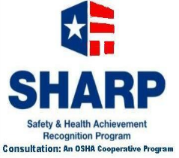 SHARP
Safety & Health Achievement
Recognition Program
Consultation: An OSHA Cooperative Program